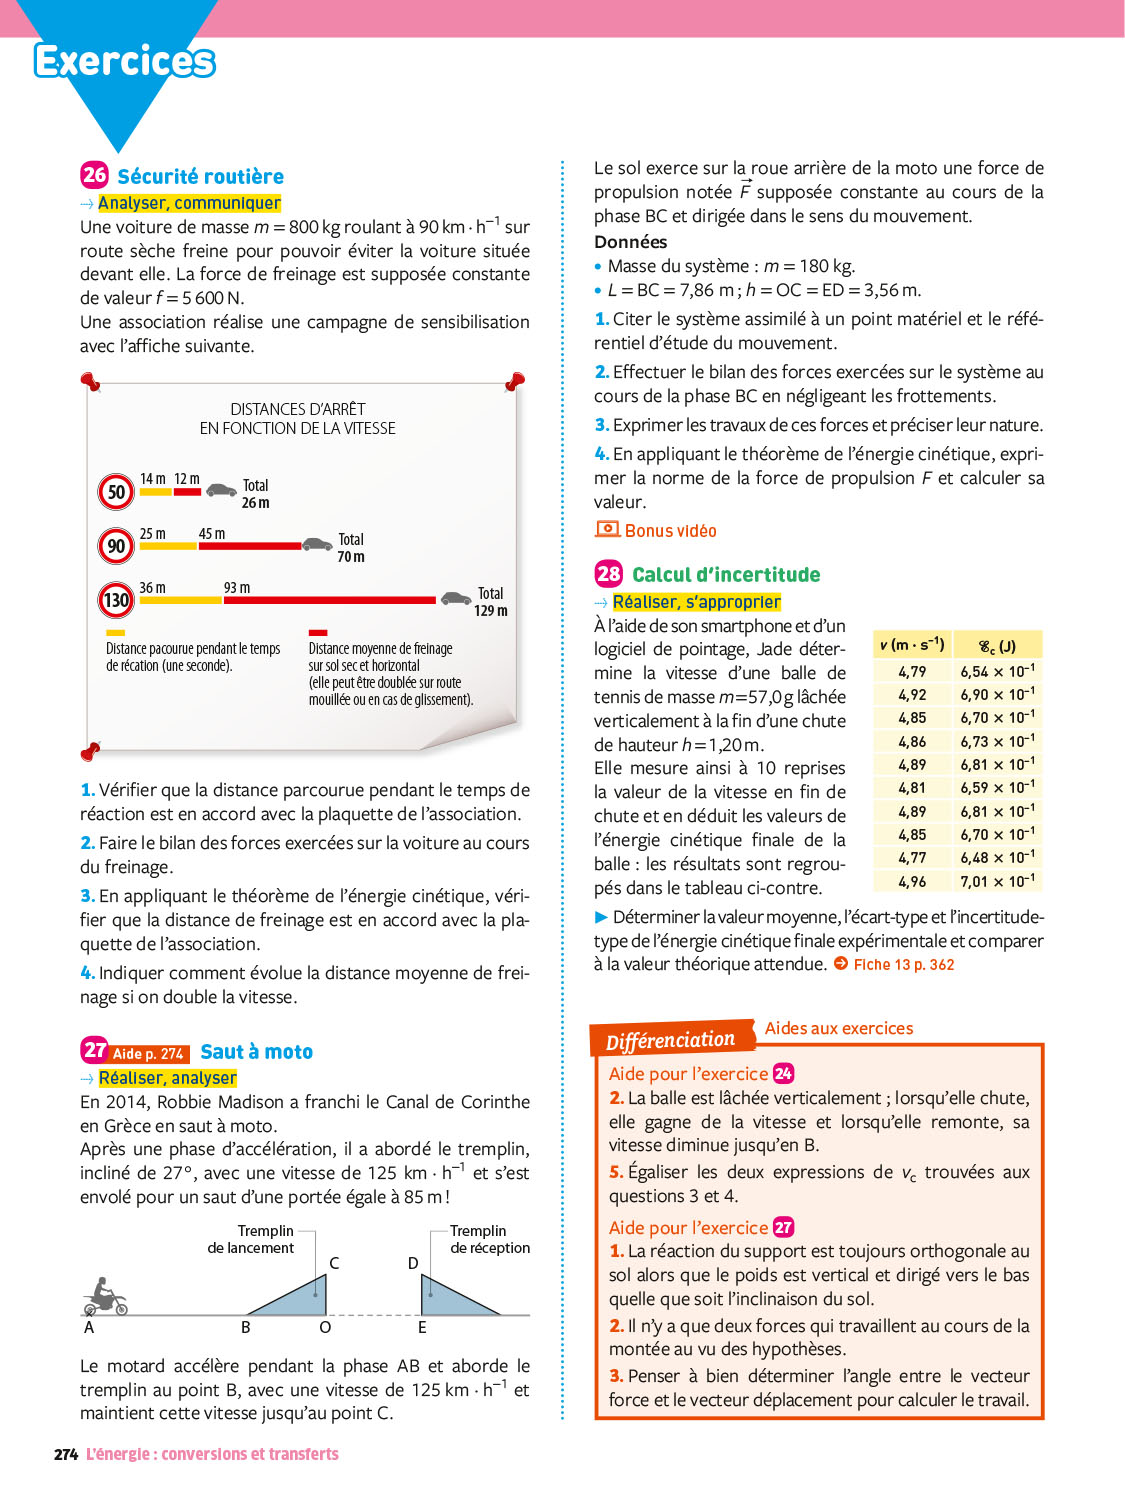 Exercices
26 Sécurité routière
Analyser, communiquer
Une voiture de masse m = 800 kg roulant à 90 km · h⁻¹ sur
route sèche freine pour pouvoir éviter la voiture située
devant elle. La force de freinage est supposée constante
de valeur f = 5 600 N.
Une association réalise une campagne de sensibilisation
avec l'affiche suivante.
DISTANCES D'ARRÊT
EN FONCTION DE LA VITESSE
50 14 m 12 m Total
26 m
90 25 m 45 m Total
70 m
130 36 m 93 m Total
129 m
Distance pacourue pendant le temps
de récation (une seconde).
Distance moyenne de freinage
sur sol sec et horizontal
(elle peut être doublée sur route
mouillée ou en cas de glissement).
1. Vérifier que la distance parcourue pendant le temps de
réaction est en accord avec la plaquette de l'association.
2. Faire le bilan des forces exercées sur la voiture au cours
du freinage.
3. En appliquant le théorème de l'énergie cinétique, véri-
fier que la distance de freinage est en accord avec la pla-
quette de l'association.
4. Indiquer comment évolue la distance moyenne de frei-
nage si on double la vitesse.
27 Aide p. 274 Saut à moto
Réaliser, analyser
En 2014, Robbie Madison a franchi le Canal de Corinthe
en Grèce en saut à moto.
Après une phase d'accélération, il a abordé le tremplin,
incliné de 27°, avec une vitesse de 125 km · h⁻¹ et s'est
envolé pour un saut d'une portée égale à 85 m !
Tremplin
de lancement
Tremplin
de réception
C D
A B O E
Le motard accélère pendant la phase AB et aborde le
tremplin au point B, avec une vitesse de 125 km · h⁻¹ et
maintient cette vitesse jusqu'au point C.
Le sol exerce sur la roue arrière de la moto une force de
propulsion notée F⃗ supposée constante au cours de la
phase BC et dirigée dans le sens du mouvement.
Données
• Masse du système : m = 180 kg.
• L = BC = 7,86 m ; h = OC = ED = 3,56 m.
1. Citer le système assimilé à un point matériel et le réfé-
rentiel d'étude du mouvement.
2. Effectuer le bilan des forces exercées sur le système au
cours de la phase BC en négligeant les frottements.
3. Exprimer les travaux de ces forces et préciser leur nature.
4. En appliquant le théorème de l'énergie cinétique, expri-
mer la norme de la force de propulsion F et calculer sa
valeur.
Bonus vidéo
28 Calcul d'incertitude
Réaliser, s'approprier
À l'aide de son smartphone et d'un
logiciel de pointage, Jade déter-
mine la vitesse d'une balle de
tennis de masse m=57,0 g lâchée
verticalement à la fin d'une chute
de hauteur h = 1,20 m.
Elle mesure ainsi à 10 reprises
la valeur de la vitesse en fin de
chute et en déduit les valeurs de
l'énergie cinétique finale de la
balle : les résultats sont regrou-
pés dans le tableau ci-contre.
v (m · s⁻¹) ℰc (J)
4,79 6,54 × 10⁻¹
4,92 6,90 × 10⁻¹
4,85 6,70 × 10⁻¹
4,86 6,73 × 10⁻¹
4,89 6,81 × 10⁻¹
4,81 6,59 × 10⁻¹
4,89 6,81 × 10⁻¹
4,85 6,70 × 10⁻¹
4,77 6,48 × 10⁻¹
4,96 7,01 × 10⁻¹
► Déterminer la valeur moyenne, l'écart-type et l'incertitude-
type de l'énergie cinétique finale expérimentale et comparer
à la valeur théorique attendue. Fiche 13 p. 362
Différenciation Aides aux exercices
Aide pour l'exercice 24
2. La balle est lâchée verticalement ; lorsqu'elle chute,
elle gagne de la vitesse et lorsqu'elle remonte, sa
vitesse diminue jusqu'en B.
5. Égaliser les deux expressions de vc trouvées aux
questions 3 et 4.
Aide pour l'exercice 27
1. La réaction du support est toujours orthogonale au
sol alors que le poids est vertical et dirigé vers le bas
quelle que soit l'inclinaison du sol.
2. Il n'y a que deux forces qui travaillent au cours de la
montée au vu des hypothèses.
3. Penser à bien déterminer l'angle entre le vecteur
force et le vecteur déplacement pour calculer le travail.
274 L'énergie : conversions et transferts